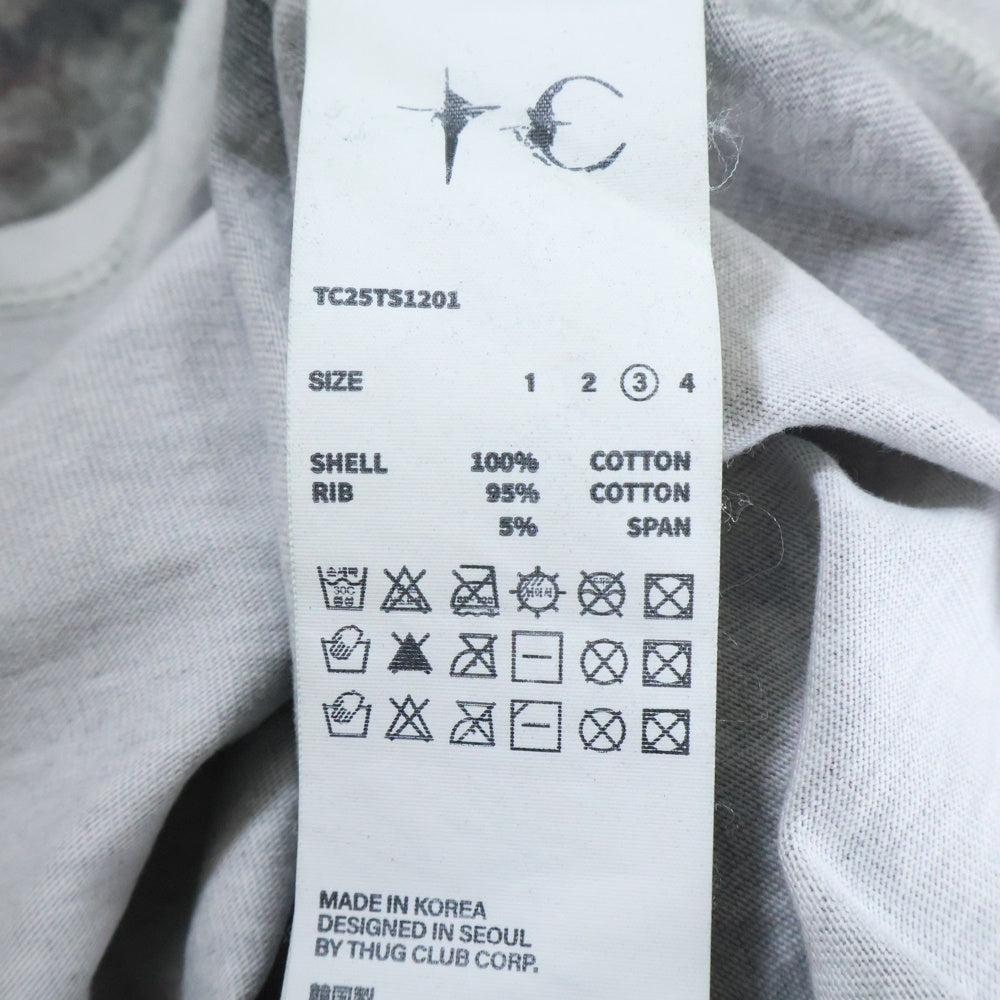 TC
TC25TS1201
SIZE 1 2 3 4
SHELL 100% COTTON
RIB 95% COTTON
5% SPAN
MADE IN KOREA
DESIGNED IN SEOUL
BY THUG CLUB CORP.